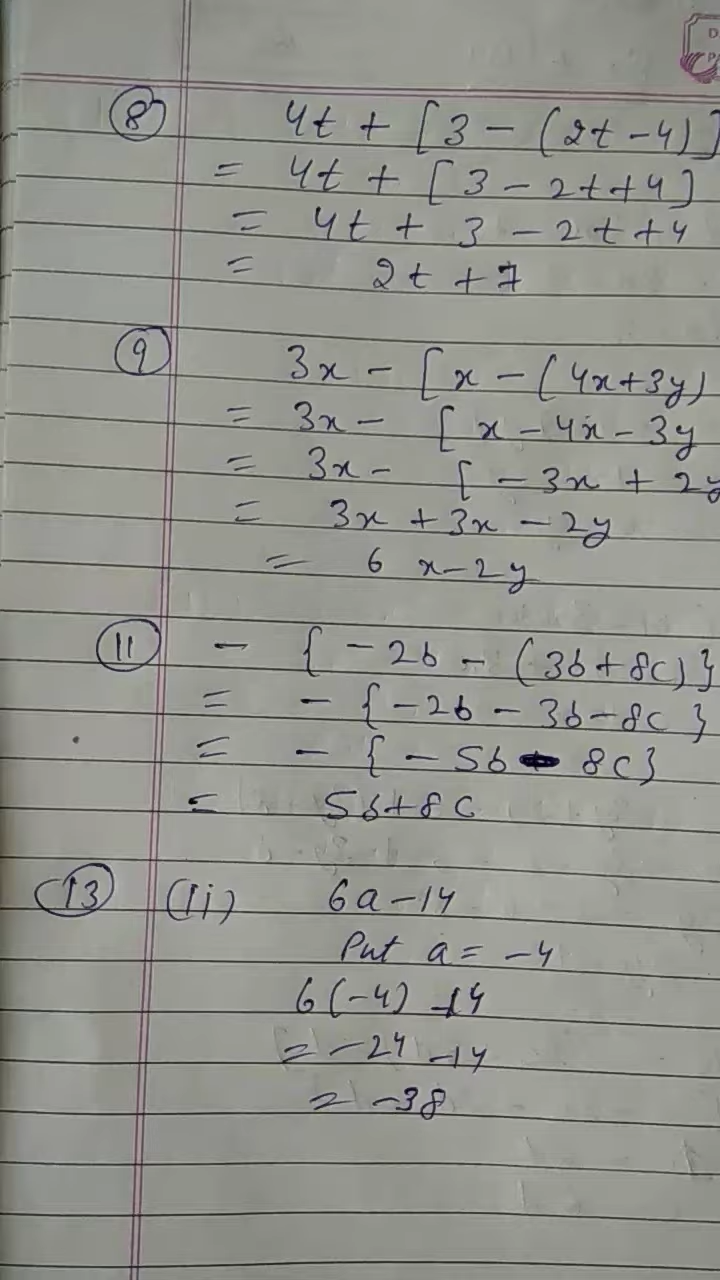 D
P
8 4t + [3 - (2t - 4)]
= 4t + [3 - 2t + 4]
= 4t + 3 - 2t + 4
= 2t + 7
9 3x - [x - (4x + 3y)
= 3x - [x - 4x - 3y
= 3x - [- 3x + 2y
= 3x + 3x - 2y
= 6 x - 2y
11 - {-2b - (3b + 8c)}
= - {-2b - 3b - 8c}
= - {- 5b - 8c}
= 5b + 8c
13 (ii) 6a - 14
Put a = -4
6(-4) -14
= -24 -14
= -38